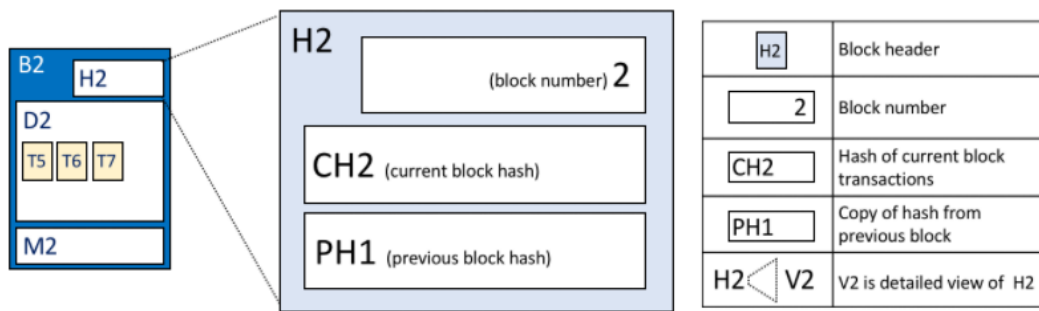 B2
H2
D2
T5 T6 T7
M2
H2
(block number) 2
CH2 (current block hash)
PH1 (previous block hash)
H2 Block header
2 Block number
CH2 Hash of current block
transactions
PH1 Copy of hash from
previous block
H2 V2 V2 is detailed view of H2